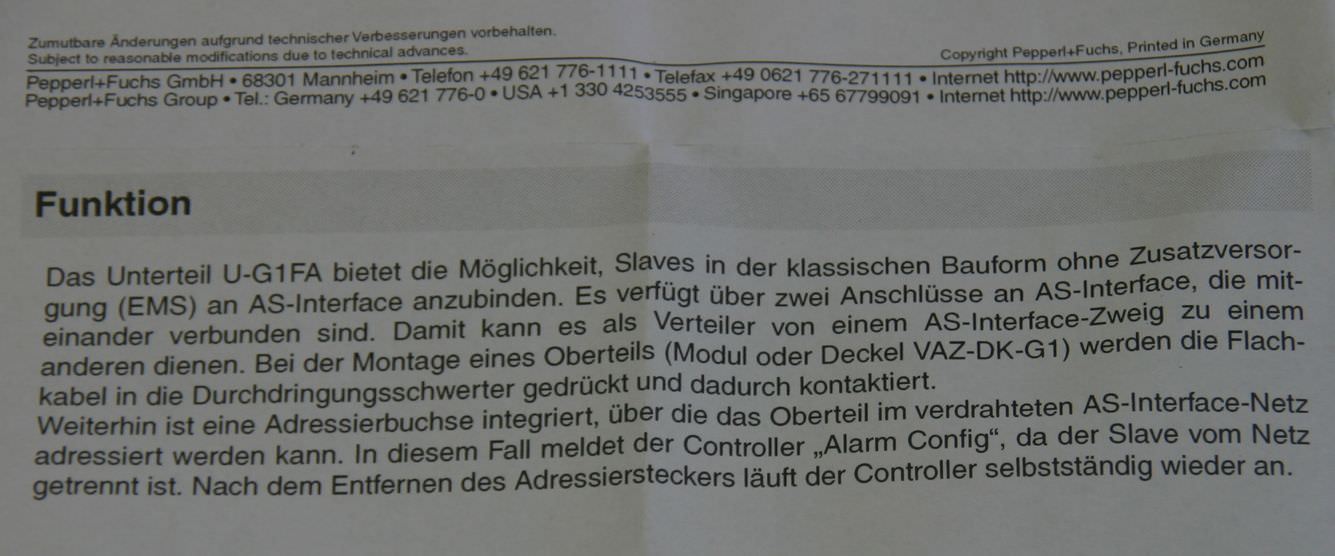 Zumutbare Änderungen aufgrund technischer Verbesserungen vorbehalten.
Subject to reasonable modifications due to technical advances.
Copyright Pepperl+Fuchs, Printed in Germany
Pepperl+Fuchs GmbH • 68301 Mannheim • Telefon +49 621 776-1111 • Telefax +49 0621 776-271111 • Internet http://www.pepperl-fuchs.com
Pepperl+Fuchs Group • Tel.: Germany +49 621 776-0 • USA +1 330 4253555 • Singapore +65 67799091 • Internet http://www.pepperl-fuchs.com
Funktion
Das Unterteil U-G1FA bietet die Möglichkeit, Slaves in der klassischen Bauform ohne Zusatzversor-
gung (EMS) an AS-Interface anzubinden. Es verfügt über zwei Anschlüsse an AS-Interface, die mit-
einander verbunden sind. Damit kann es als Verteiler von einem AS-Interface-Zweig zu einem
anderen dienen. Bei der Montage eines Oberteils (Modul oder Deckel VAZ-DK-G1) werden die Flach-
kabel in die Durchdringungsschwerter gedrückt und dadurch kontaktiert.
Weiterhin ist eine Adressierbuchse integriert, über die das Oberteil im verdrahteten AS-Interface-Netz
adressiert werden kann. In diesem Fall meldet der Controller „Alarm Config“, da der Slave vom Netz
getrennt ist. Nach dem Entfernen des Adressiersteckers läuft der Controller selbstständig wieder an.